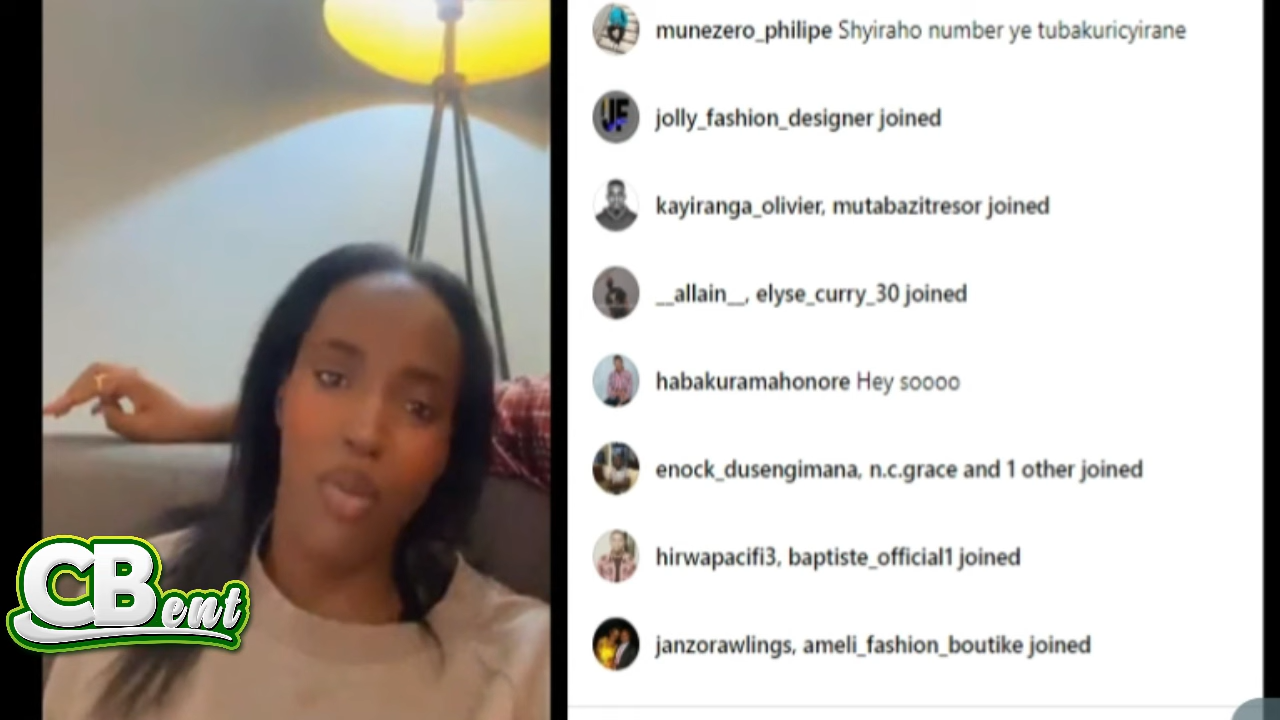 munezero_philipe Shyiraho number ye tubakuricyirane
jolly_fashion_designer joined
kayiranga_olivier, mutabazitresor joined
__allain__, elyse_curry_30 joined
habakuramahonore Hey soooo
enock_dusengimana, n.c.grace and 1 other joined
hirwapacifi3, baptiste_official1 joined
janzorawlings, ameli_fashion_boutike joined
CBent